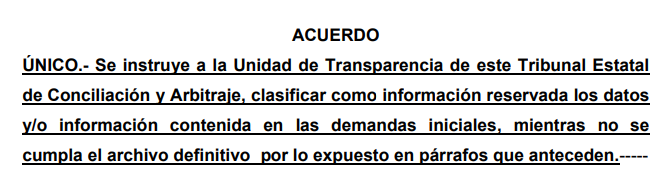 ACUERDO
ÚNICO.- Se instruye a la Unidad de Transparencia de este Tribunal Estatal
de Conciliación y Arbitraje, clasificar como información reservada los datos
y/o información contenida en las demandas iniciales, mientras no se
cumpla el archivo definitivo  por lo expuesto en párrafos que anteceden.-----